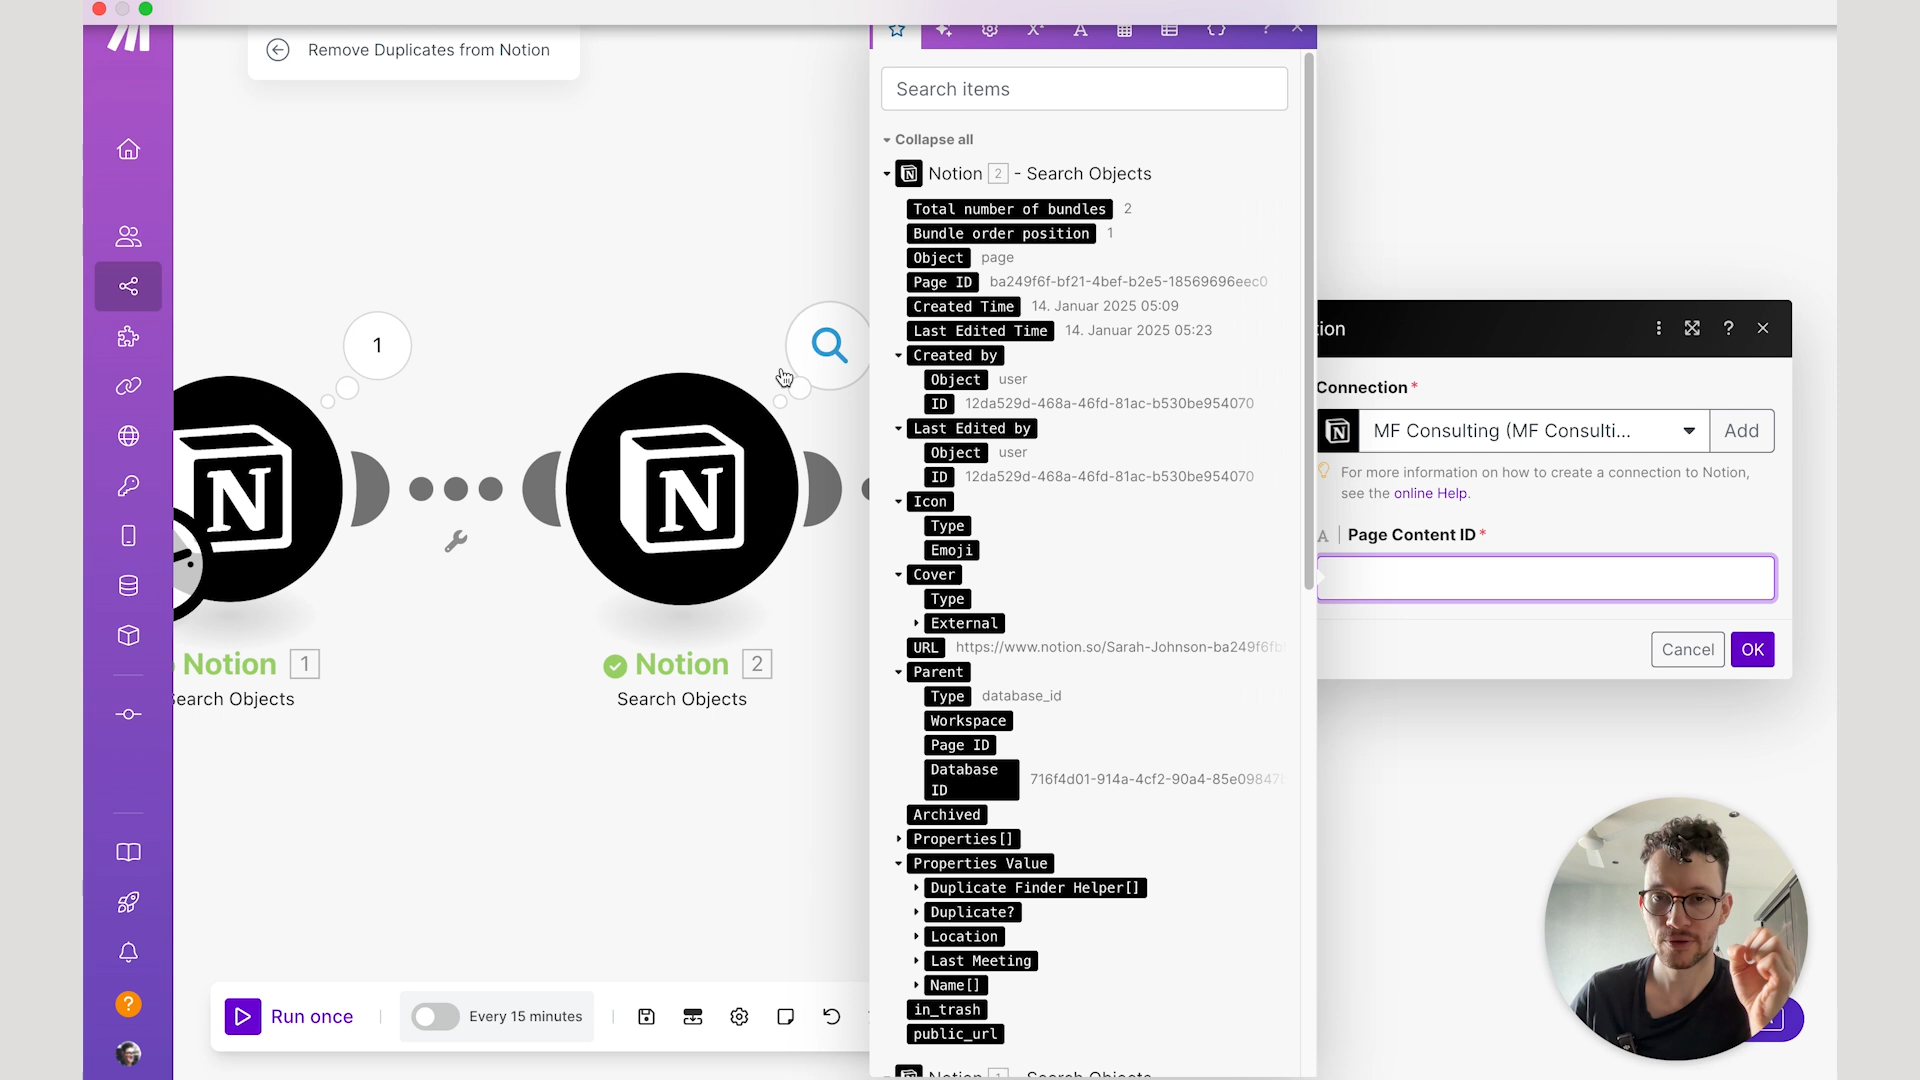 Remove Duplicates from Notion
Search items
Collapse all
Notion 2 - Search Objects
Total number of bundles 2
Bundle order position 1
Object page
Page ID ba249f6f-bf21-4bef-b2e5-18569696eec0
Created Time 14. Januar 2025 05:09
Last Edited Time 14. Januar 2025 05:23
Created by
Object user
ID 12da529d-468a-46fd-81ac-b530be954070
Last Edited by
Object user
ID 12da529d-468a-46fd-81ac-b530be954070
Icon
Type
Emoji
Cover
Type
External
URL https://www.notion.so/Sarah-Johnson-ba249f6fb
Parent
Type database_id
Workspace
Page ID
Database
ID 716f4d01-914a-4cf2-90a4-85e09847
Archived
Properties[]
Properties Value
Duplicate Finder Helper[]
Duplicate?
Location
Last Meeting
Name[]
in_trash
public_url
Notion 1 - Search Objects
1
Notion 1
Search Objects
Notion 2
Search Objects
tion
Connection *
MF Consulting (MF Consulti...
Add
For more information on how to create a connection to Notion,
see the online Help.
A Page Content ID *
Cancel
OK
Run once
Every 15 minutes